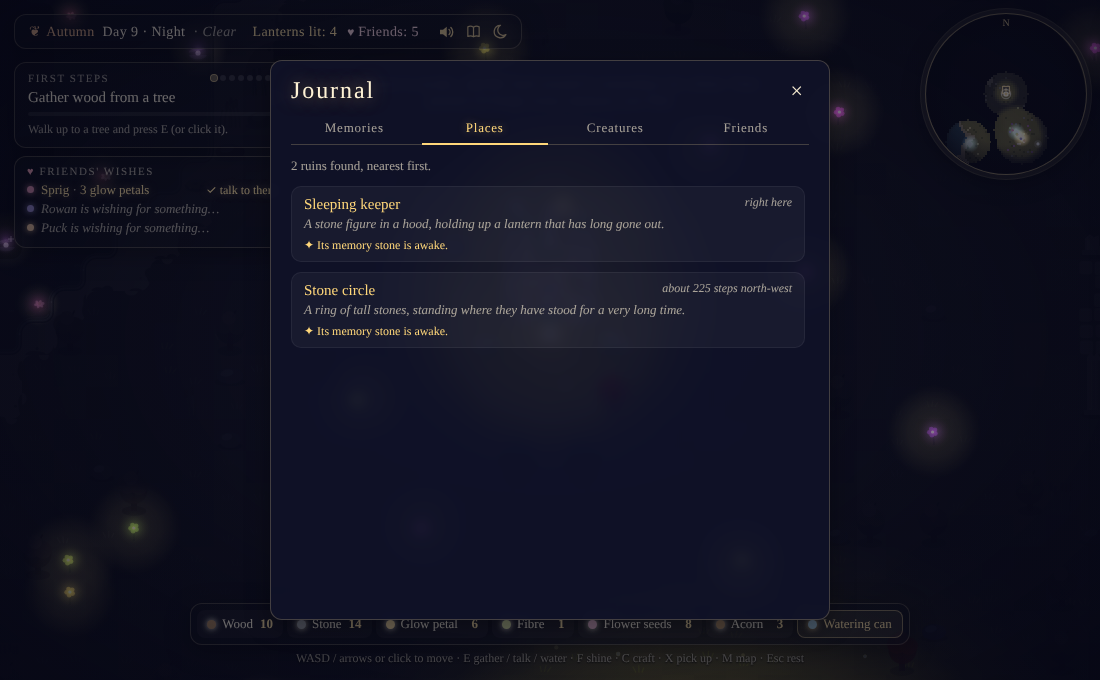 Autumn Day 9 · Night · Clear Lanterns lit: 4 ♥ Friends: 5
N
FIRST STEPS
Gather wood from a tree
Walk up to a tree and press E (or click it).
♥ FRIENDS' WISHES
Sprig · 3 glow petals ✓ talk to
Rowan is wishing for something…
Puck is wishing for something…
Journal ×
Memories Places Creatures Friends
2 ruins found, nearest first.
Sleeping keeper right here
A stone figure in a hood, holding up a lantern that has long gone out.
✦ Its memory stone is awake.
Stone circle about 225 steps north-west
A ring of tall stones, standing where they have stood for a very long time.
✦ Its memory stone is awake.
Wood 10 Stone 14 Glow petal 6 Fibre 1 Flower seeds 8 Acorn 3 Watering can
WASD / arrows or click to move · E gather / talk / water · F shine · C craft · X pick up · M map · Esc rest